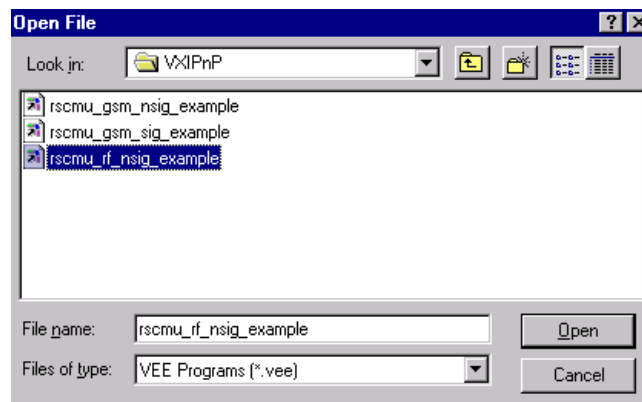 Open File
Look in: VXIPnP
rscmu_gsm_nsig_example
rscmu_gsm_sig_example
rscmu_rf_nsig_example
File name: rscmu_rf_nsig_example Open
Files of type: VEE Programs (*.vee) Cancel